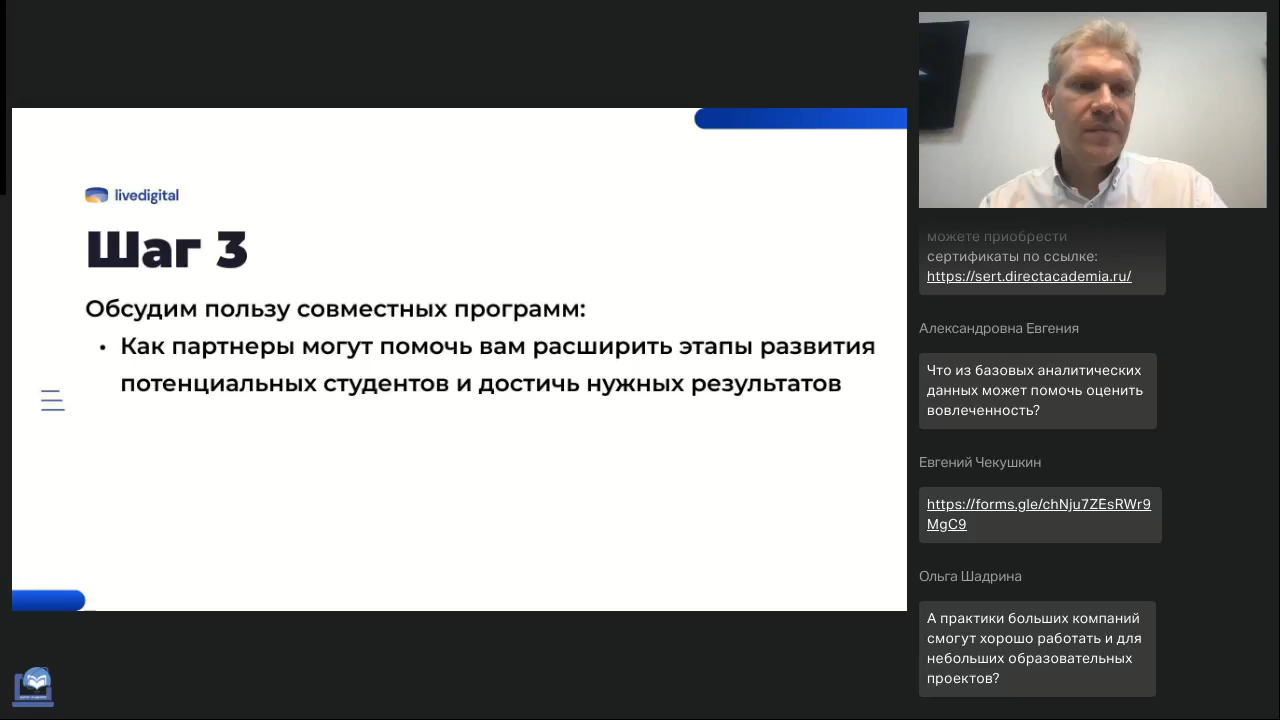 livedigital
Шаг 3
Обсудим пользу совместных программ:
• Как партнеры могут помочь вам расширить этапы развития
потенциальных студентов и достичь нужных результатов
можете приобрести
сертификаты по ссылке:
https://sert.directacademia.ru/
Александровна Евгения
Что из базовых аналитических
данных может помочь оценить
вовлеченность?
Евгений Чекушкин
https://forms.gle/chNju7ZEsRWr9
MgC9
Ольга Шадрина
А практики больших компаний
смогут хорошо работать и для
небольших образовательных
проектов?